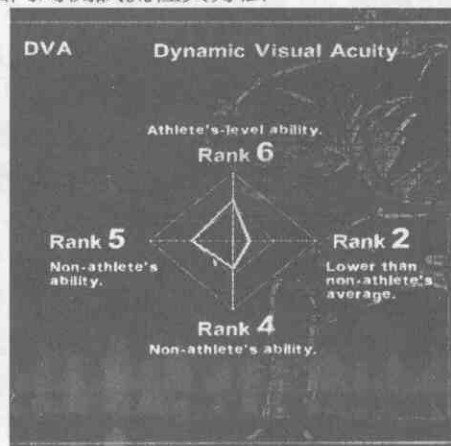 DVA
Dynamic Visual Acuity
Athlete's-level ability.
Rank 6
Rank 5
Non-athlete's
ability.
Rank 2
Lower than
non-athlete's
average.
Rank 4
Non-athlete's ability.